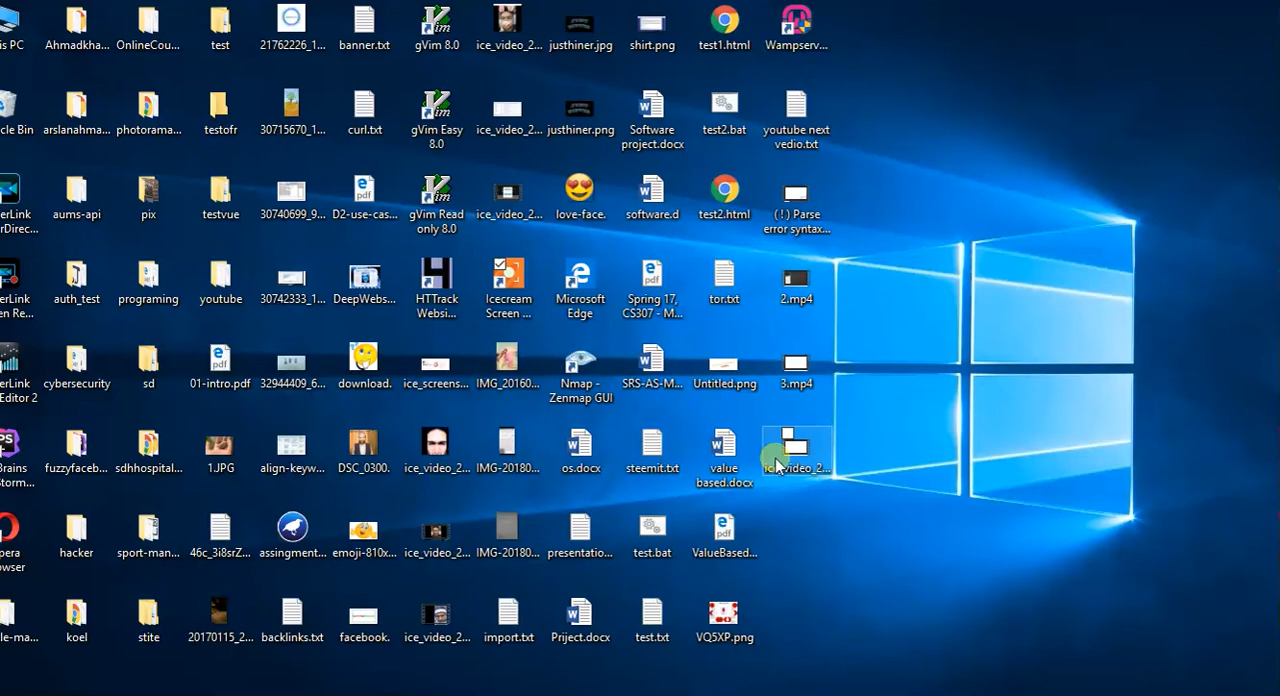 is PC
Ahmadkha...
OnlineCou...
test
21762226_1...
banner.txt
gVim 8.0
ice_video_2...
justhiner.jpg
shirt.png
test1.html
Wampserv...
cle Bin
arslanahma...
photorama...
testofr
30715670_1...
curl.txt
gVim Easy
8.0
ice_video_2...
justhiner.png
Software
project.docx
test2.bat
youtube next
vedio.txt
erLink
rDirec...
aums-api
pix
testvue
30740699_9...
D2-use-cas...
gVim Read
only 8.0
ice_video_2...
love-face.
software.d
test2.html
( ! ) Parse
error syntax...
erLink
en Re...
auth_test
programing
youtube
30742333_1...
DeepWebs...
HTTrack
Websi...
Icecream
Screen ...
Microsoft
Edge
Spring 17,
CS307 - M...
tor.txt
2.mp4
erLink
Editor 2
cybersecurity
sd
01-intro.pdf
32944409_6...
download.
ice_screens...
IMG_20160...
Nmap -
Zenmap GUI
SRS-AS-M...
Untitled.png
3.mp4
Brains
Storm...
fuzzyfaceb...
sdhhospital...
1.JPG
align-keyw...
DSC_0300.
ice_video_2...
IMG-20180...
os.docx
steemit.txt
value
based.docx
pera
owser
hacker
sport-man...
46c_3i8srZ...
assingment...
emoji-810x...
ice_video_2...
IMG-20180...
presentatio...
test.bat
ValueBased...
le-ma...
koel
stite
20170115_2...
backlinks.txt
facebook.
ice_video_2...
import.txt
Priject.docx
test.txt
VQ5XP.png